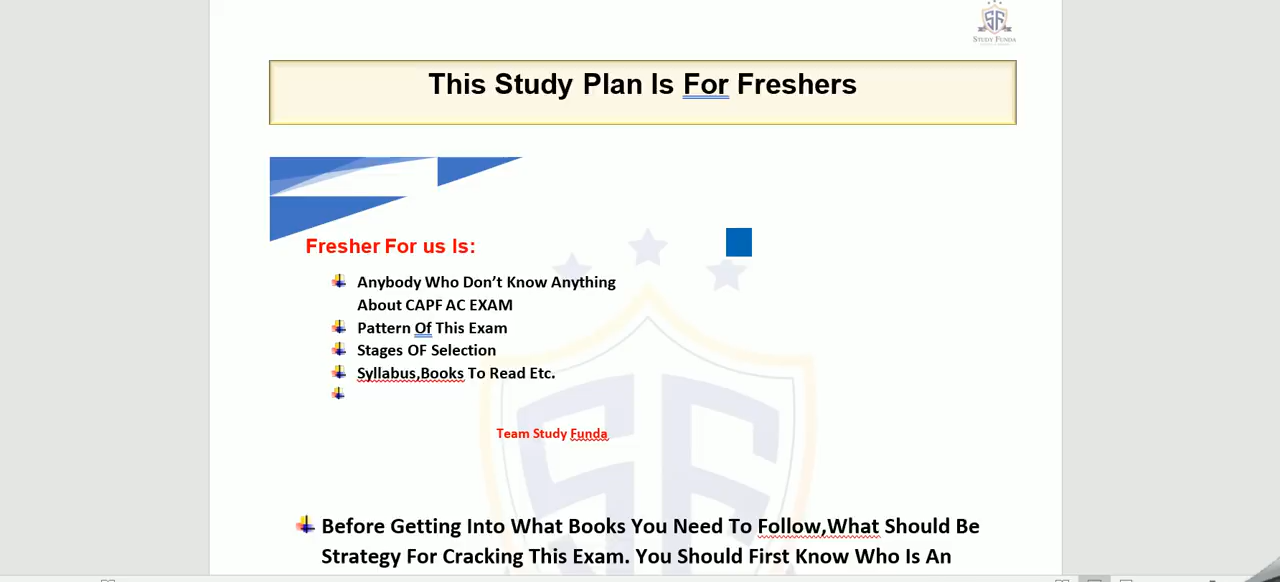 SF
STUDY FUNDA
This Study Plan Is For Freshers
Fresher For us Is:
Anybody Who Don't Know Anything
About CAPF AC EXAM
Pattern Of This Exam
Stages OF Selection
Syllabus,Books To Read Etc.
Team Study Funda
Before Getting Into What Books You Need To Follow,What Should Be
Strategy For Cracking This Exam. You Should First Know Who Is An